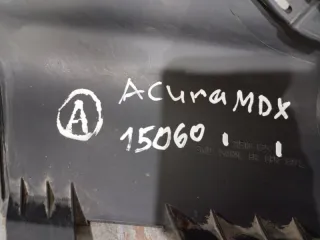 A
Acura MDX
15060 ı ı